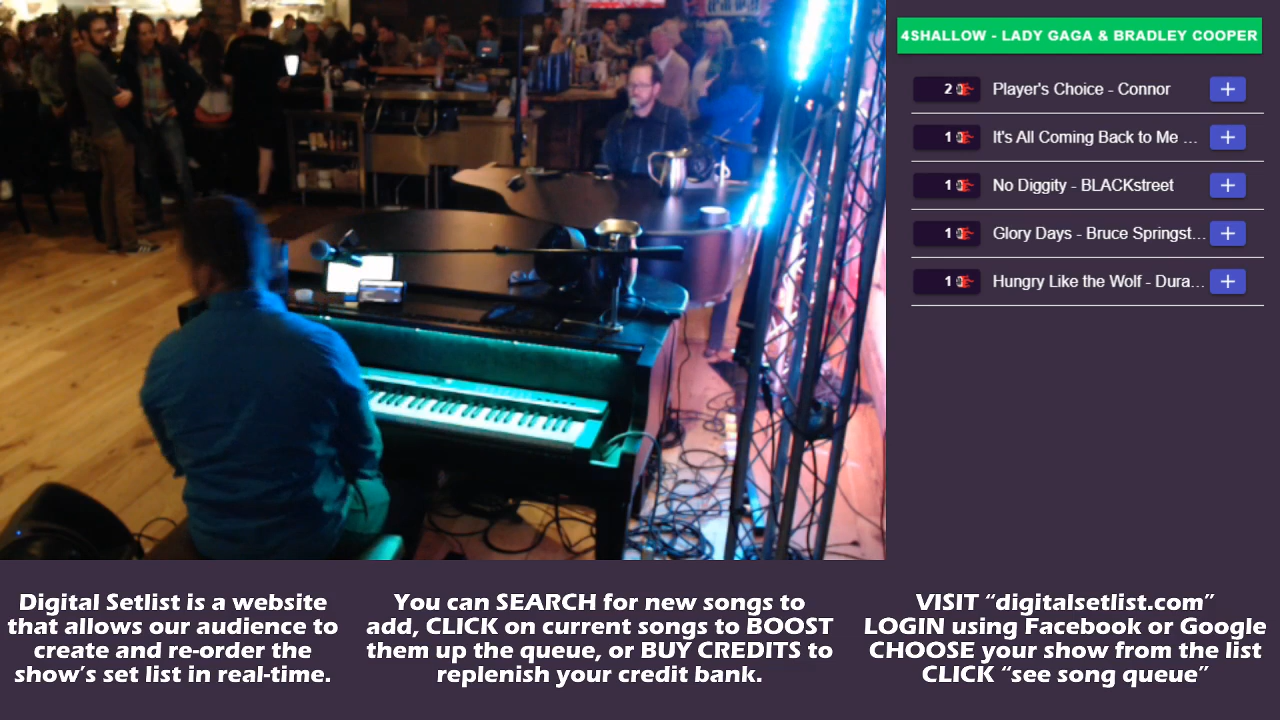 4SHALLOW - LADY GAGA & BRADLEY COOPER
2 Player's Choice - Connor +
1 It's All Coming Back to Me ... +
1 No Diggity - BLACKstreet +
1 Glory Days - Bruce Springst... +
1 Hungry Like the Wolf - Dura... +
Digital Setlist is a website
that allows our audience to
create and re-order the
show's set list in real-time.
You can SEARCH for new songs to
add, CLICK on current songs to BOOST
them up the queue, or BUY CREDITS to
replenish your credit bank.
VISIT “digitalsetlist.com”
LOGIN using Facebook or Google
CHOOSE your show from the list
CLICK “see song queue”